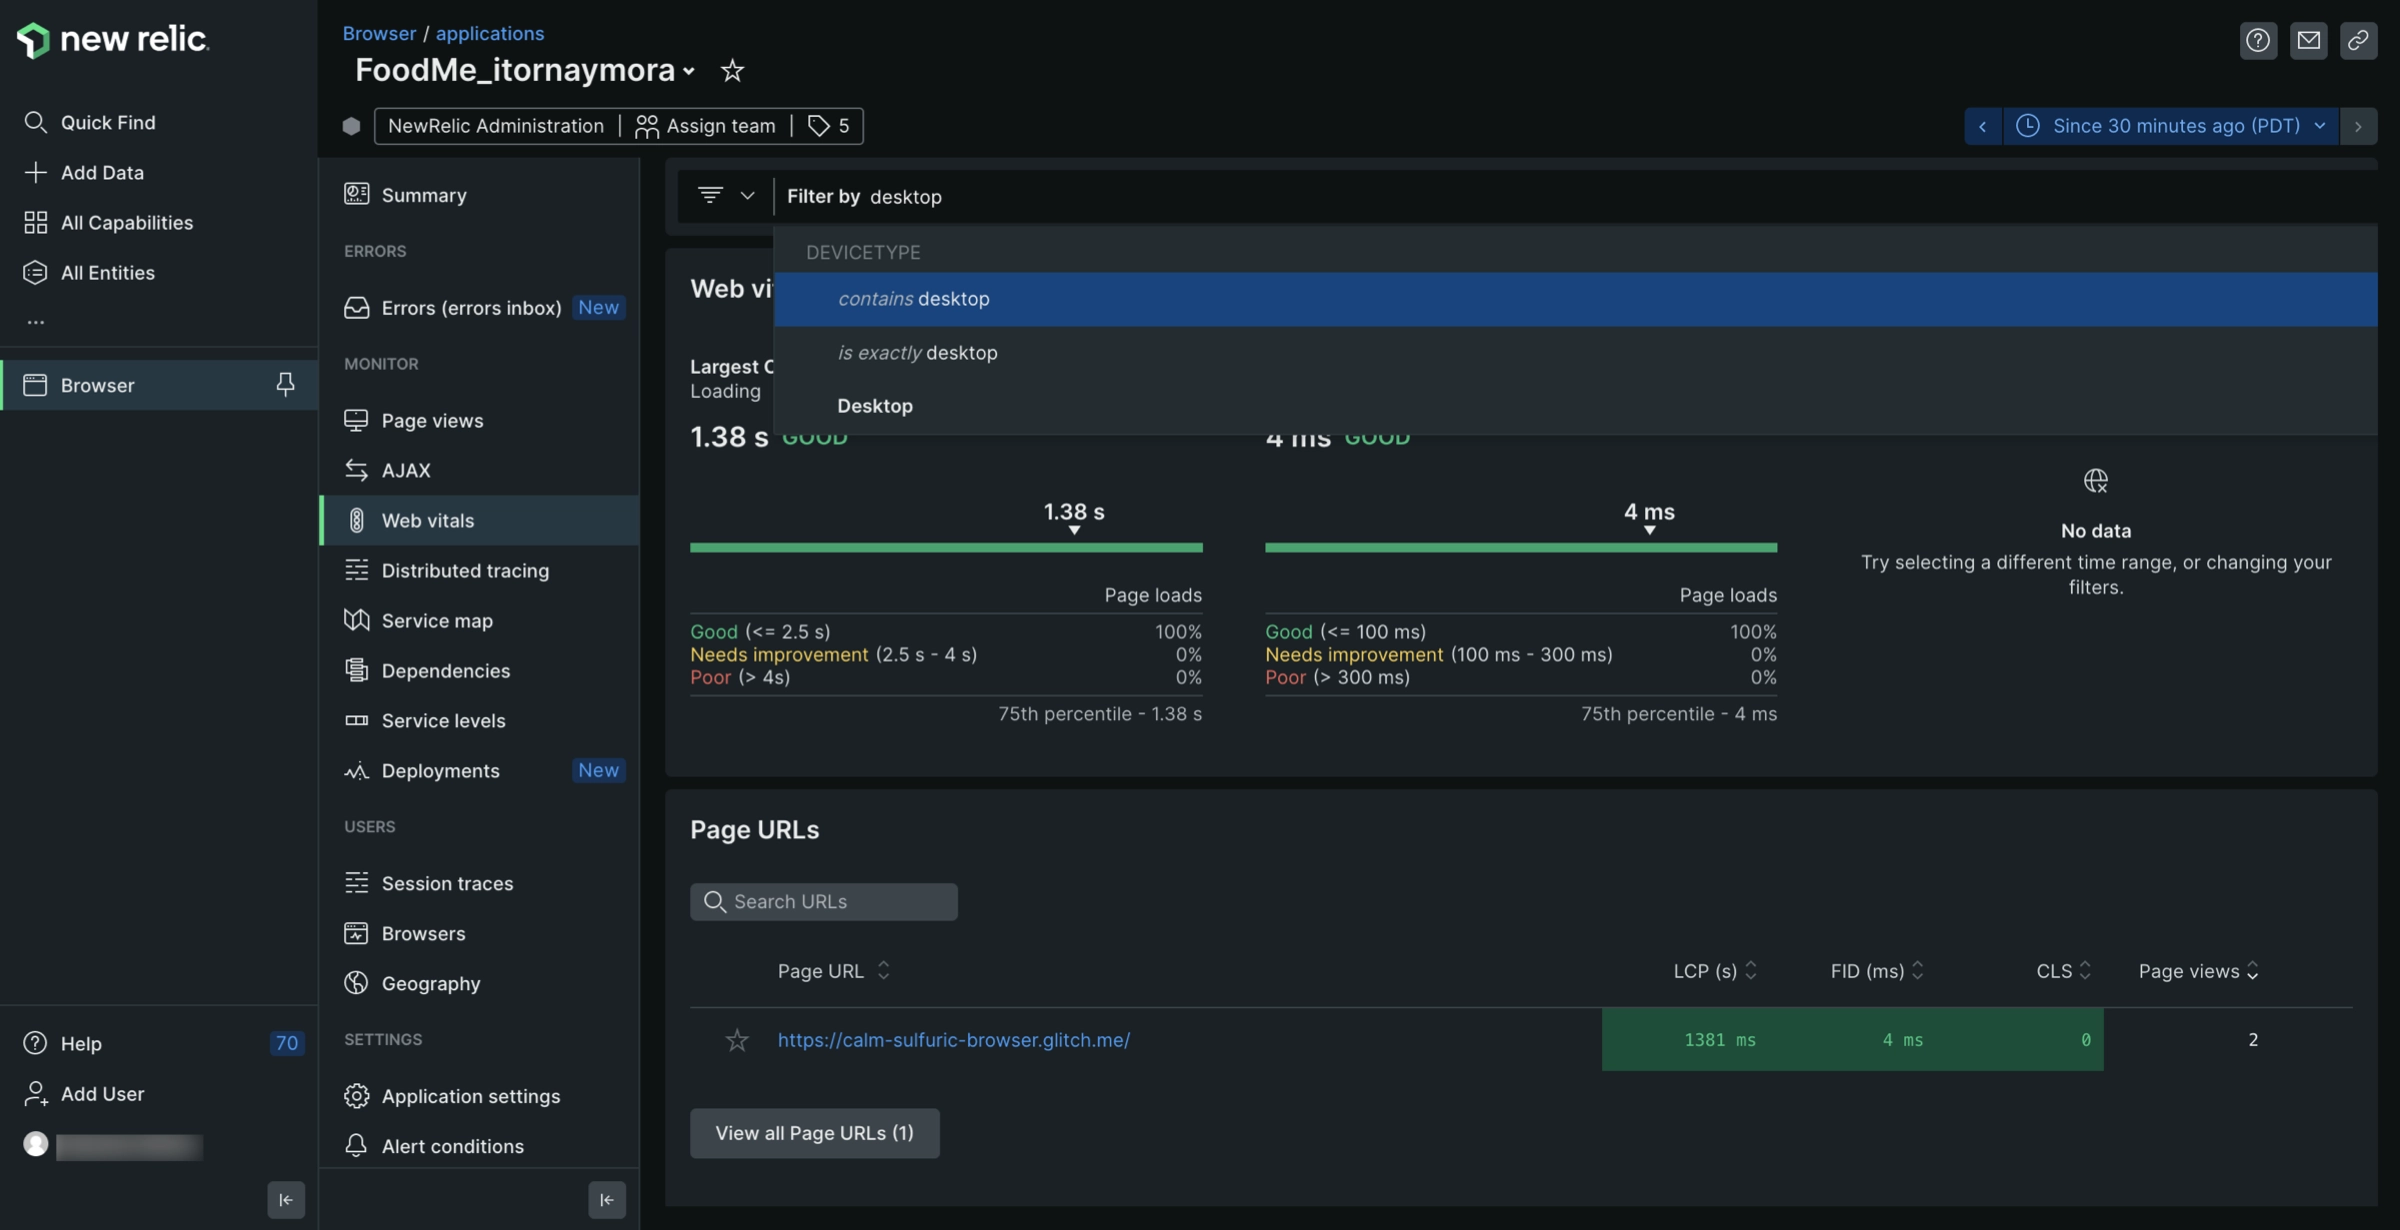 new relic.
Quick Find
Add Data
All Capabilities
All Entities
...
Browser
Help 70
Add User
Browser / applications
FoodMe_itornaymora
NewRelic Administration | Assign team | 5
Since 30 minutes ago (PDT)
Summary
ERRORS
Errors (errors inbox) New
MONITOR
Page views
AJAX
Web vitals
Distributed tracing
Service map
Dependencies
Service levels
Deployments New
USERS
Session traces
Browsers
Geography
SETTINGS
Application settings
Alert conditions
Filter by desktop
DEVICETYPE
contains desktop
is exactly desktop
Desktop
Web vi
Largest C
Loading
1.38 s GOOD
1.38 s
Page loads
Good (<= 2.5 s) 100%
Needs improvement (2.5 s - 4 s) 0%
Poor (> 4s) 0%
75th percentile - 1.38 s
4 ms GOOD
4 ms
Page loads
Good (<= 100 ms) 100%
Needs improvement (100 ms - 300 ms) 0%
Poor (> 300 ms) 0%
75th percentile - 4 ms
No data
Try selecting a different time range, or changing your
filters.
Page URLs
Search URLs
Page URL LCP (s) FID (ms) CLS Page views
https://calm-sulfuric-browser.glitch.me/ 1381 ms 4 ms 0 2
View all Page URLs (1)